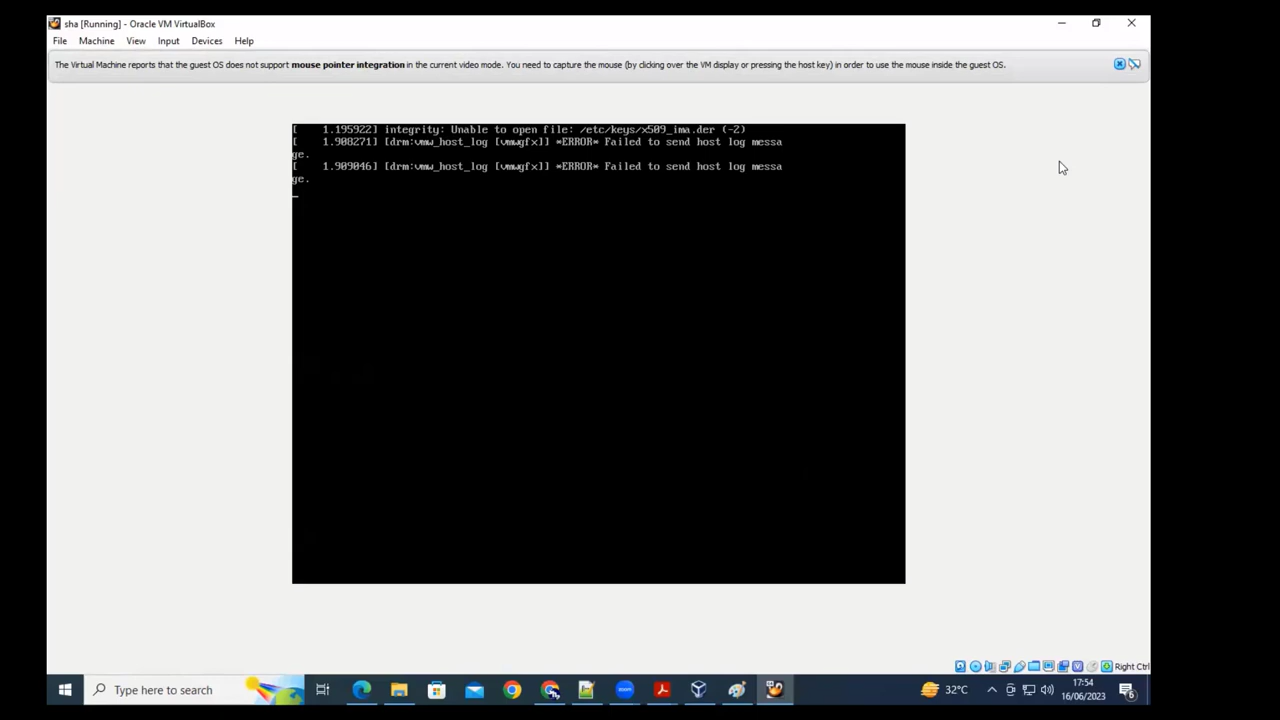 sha [Running] - Oracle VM VirtualBox
File Machine View Input Devices Help
The Virtual Machine reports that the guest OS does not support mouse pointer integration in the current video mode. You need to capture the mouse (by clicking over the VM display or pressing the host key) in order to use the mouse inside the guest OS.
[    1.195922] integrity: Unable to open file: /etc/keys/x509_ima.der (-2)
[    1.908271] [drm:vmw_host_log [vmwgfx]] *ERROR* Failed to send host log messa
ge.
[    1.909046] [drm:vmw_host_log [vmwgfx]] *ERROR* Failed to send host log messa
ge.
Right Ctrl
Type here to search
32°C
17:54
16/06/2023
6